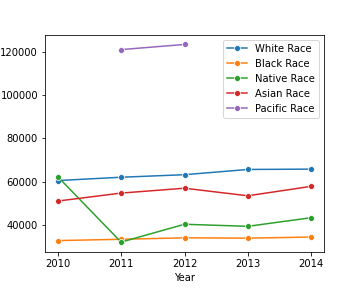 White Race
Black Race
Native Race
Asian Race
Pacific Race
120000
100000
80000
60000
40000
2010 2011 2012 2013 2014
Year